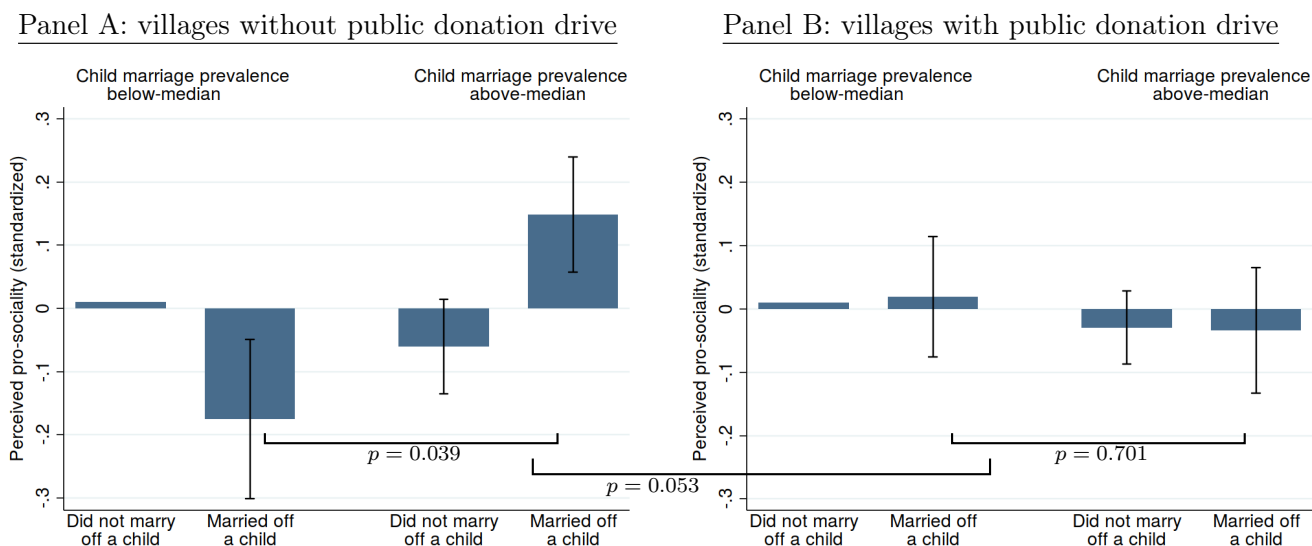 Panel A: villages without public donation drive
Child marriage prevalence
below-median
Child marriage prevalence
above-median
Perceived pro-sociality (standardized)
.3
.2
.1
0
-.1
-.2
-.3
p = 0.039
Did not marry
off a child
Married off
a child
Did not marry
off a child
Married off
a child
p = 0.053
Panel B: villages with public donation drive
Child marriage prevalence
below-median
Child marriage prevalence
above-median
Perceived pro-sociality (standardized)
.3
.2
.1
0
-.1
-.2
-.3
p = 0.701
Did not marry
off a child
Married off
a child
Did not marry
off a child
Married off
a child